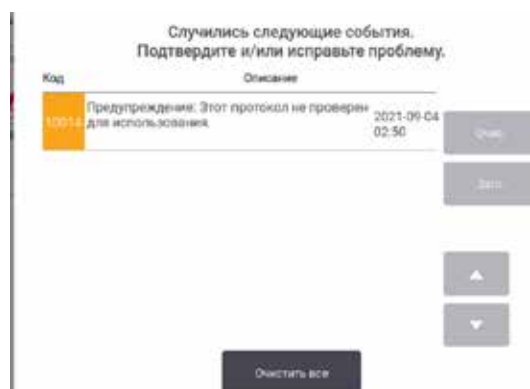 Случились следующие события.
Подтвердите и/или исправьте проблему.
Код Описание
10014 Предупреждение: Этот протокол не проверен для использования. 2021-09-04 02:50
Очистить все